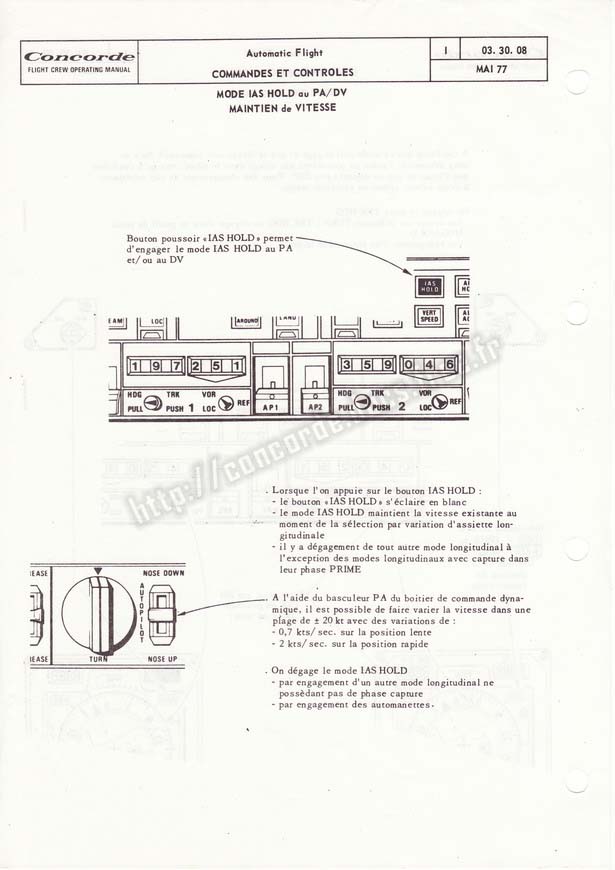 Concorde
FLIGHT CREW OPERATING MANUAL
Automatic Flight
COMMANDES ET CONTROLES
1
03. 30. 08
MAI 77
MODE IAS HOLD au PA/DV
MAINTIEN de VITESSE
Bouton poussoir «IAS HOLD» permet
d'engager le mode IAS HOLD au PA
et/ou au DV
IAS
HOLD
VERT
SPEED
LOC
AROUND
LAND
1 9 7 2 5 1
3 5 9 0 4 6
HDG TRK VOR
PULL PUSH 1 LOC REF
AP1
AP2
HDG TRK VOR
PULL PUSH 2 LOC REF
http://concorde
.fr
. Lorsque l'on appuie sur le bouton IAS HOLD :
- le bouton «IAS HOLD» s'éclaire en blanc
- le mode IAS HOLD maintient la vitesse existante au
moment de la sélection par variation d'assiette lon-
gitudinale
- il y a dégagement de tout autre mode longitudinal à
l'exception des modes longitudinaux avec capture dans
leur phase PRIME
EASE
NOSE DOWN
AUTOPILOT
EASE
TURN
NOSE UP
. A l'aide du basculeur PA du boitier de commande dyna-
mique, il est possible de faire varier la vitesse dans une
plage de ± 20 kt avec des variations de :
- 0,7 kts/ sec. sur la position lente
- 2 kts/ sec. sur la position rapide
. On dégage le mode IAS HOLD
- par engagement d'un autre mode longitudinal ne
possèdant pas de phase capture
- par engagement des automanettes.